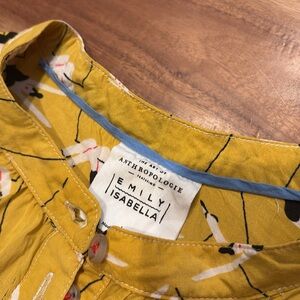 THE ART OF
ANTHROPOLOGIE
EMILY
ISABELLA